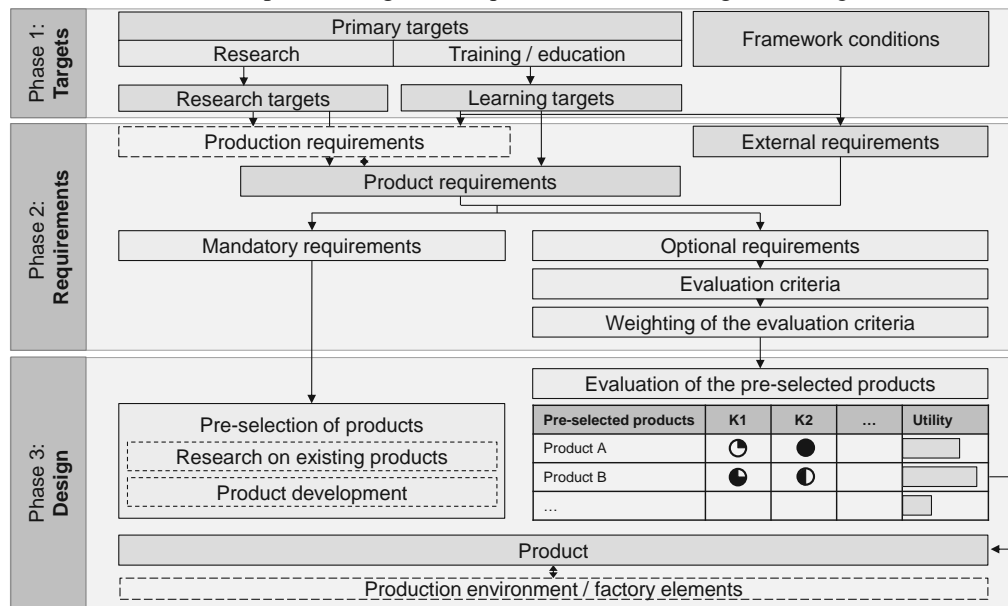 Phase 1:
Targets
Primary targets
Research
Training / education
Framework conditions
Research targets
Learning targets
Phase 2:
Requirements
Production requirements
External requirements
Product requirements
Mandatory requirements
Optional requirements
Evaluation criteria
Weighting of the evaluation criteria
Phase 3:
Design
Evaluation of the pre-selected products
Pre-selection of products
Research on existing products
Product development
Pre-selected products K1 K2 ... Utility
Product A
Product B
...
Product
Production environment / factory elements